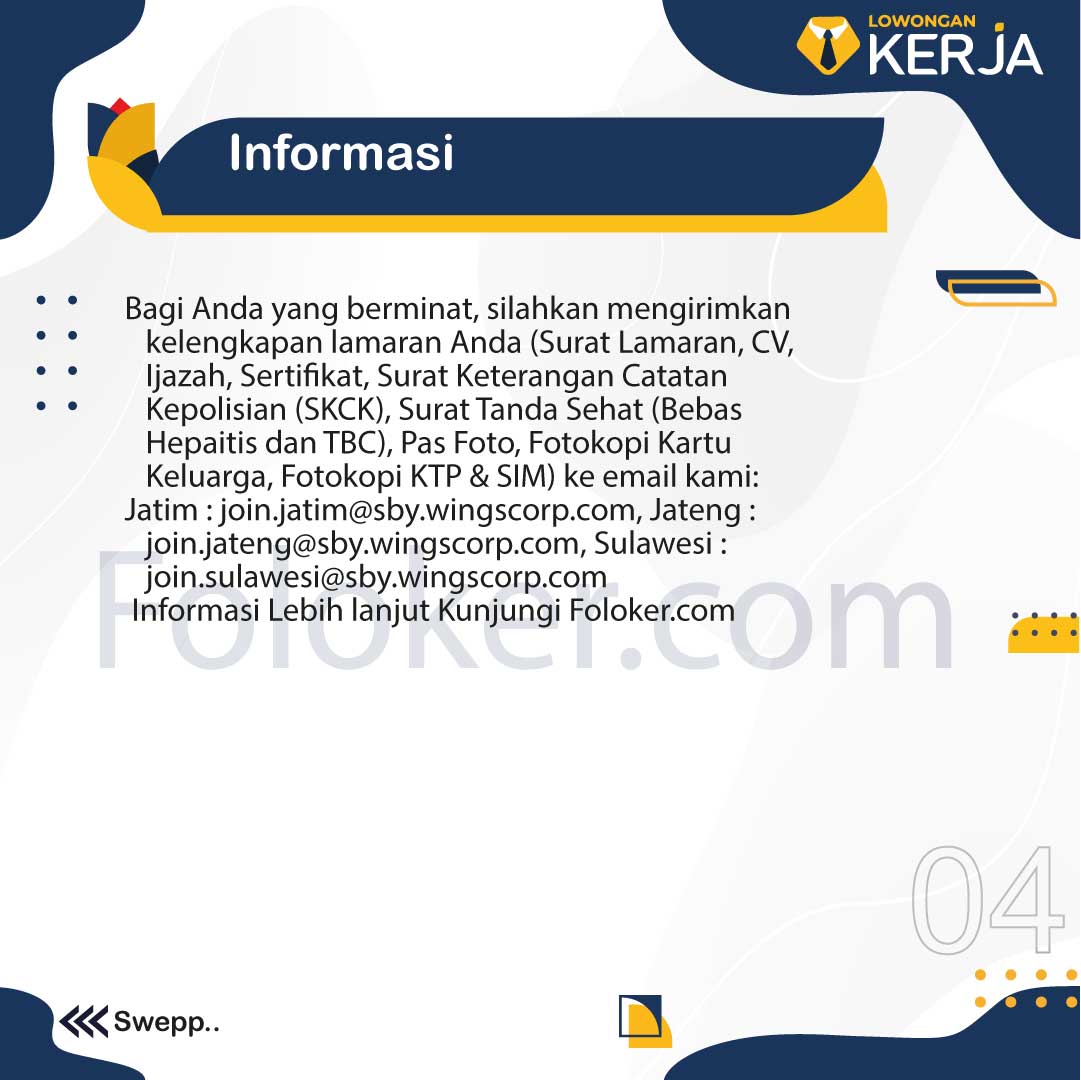 LOWONGAN
KERJA
Informasi
Bagi Anda yang berminat, silahkan mengirimkan
kelengkapan lamaran Anda (Surat Lamaran, CV,
Ijazah, Sertifikat, Surat Keterangan Catatan
Kepolisian (SKCK), Surat Tanda Sehat (Bebas
Hepaitis dan TBC), Pas Foto, Fotokopi Kartu
Keluarga, Fotokopi KTP & SIM) ke email kami:
Jatim : join.jatim@sby.wingscorp.com, Jateng :
join.jateng@sby.wingscorp.com, Sulawesi :
join.sulawesi@sby.wingscorp.com
Informasi Lebih lanjut Kunjungi Foloker.com
Foloker.com
04
Swepp..